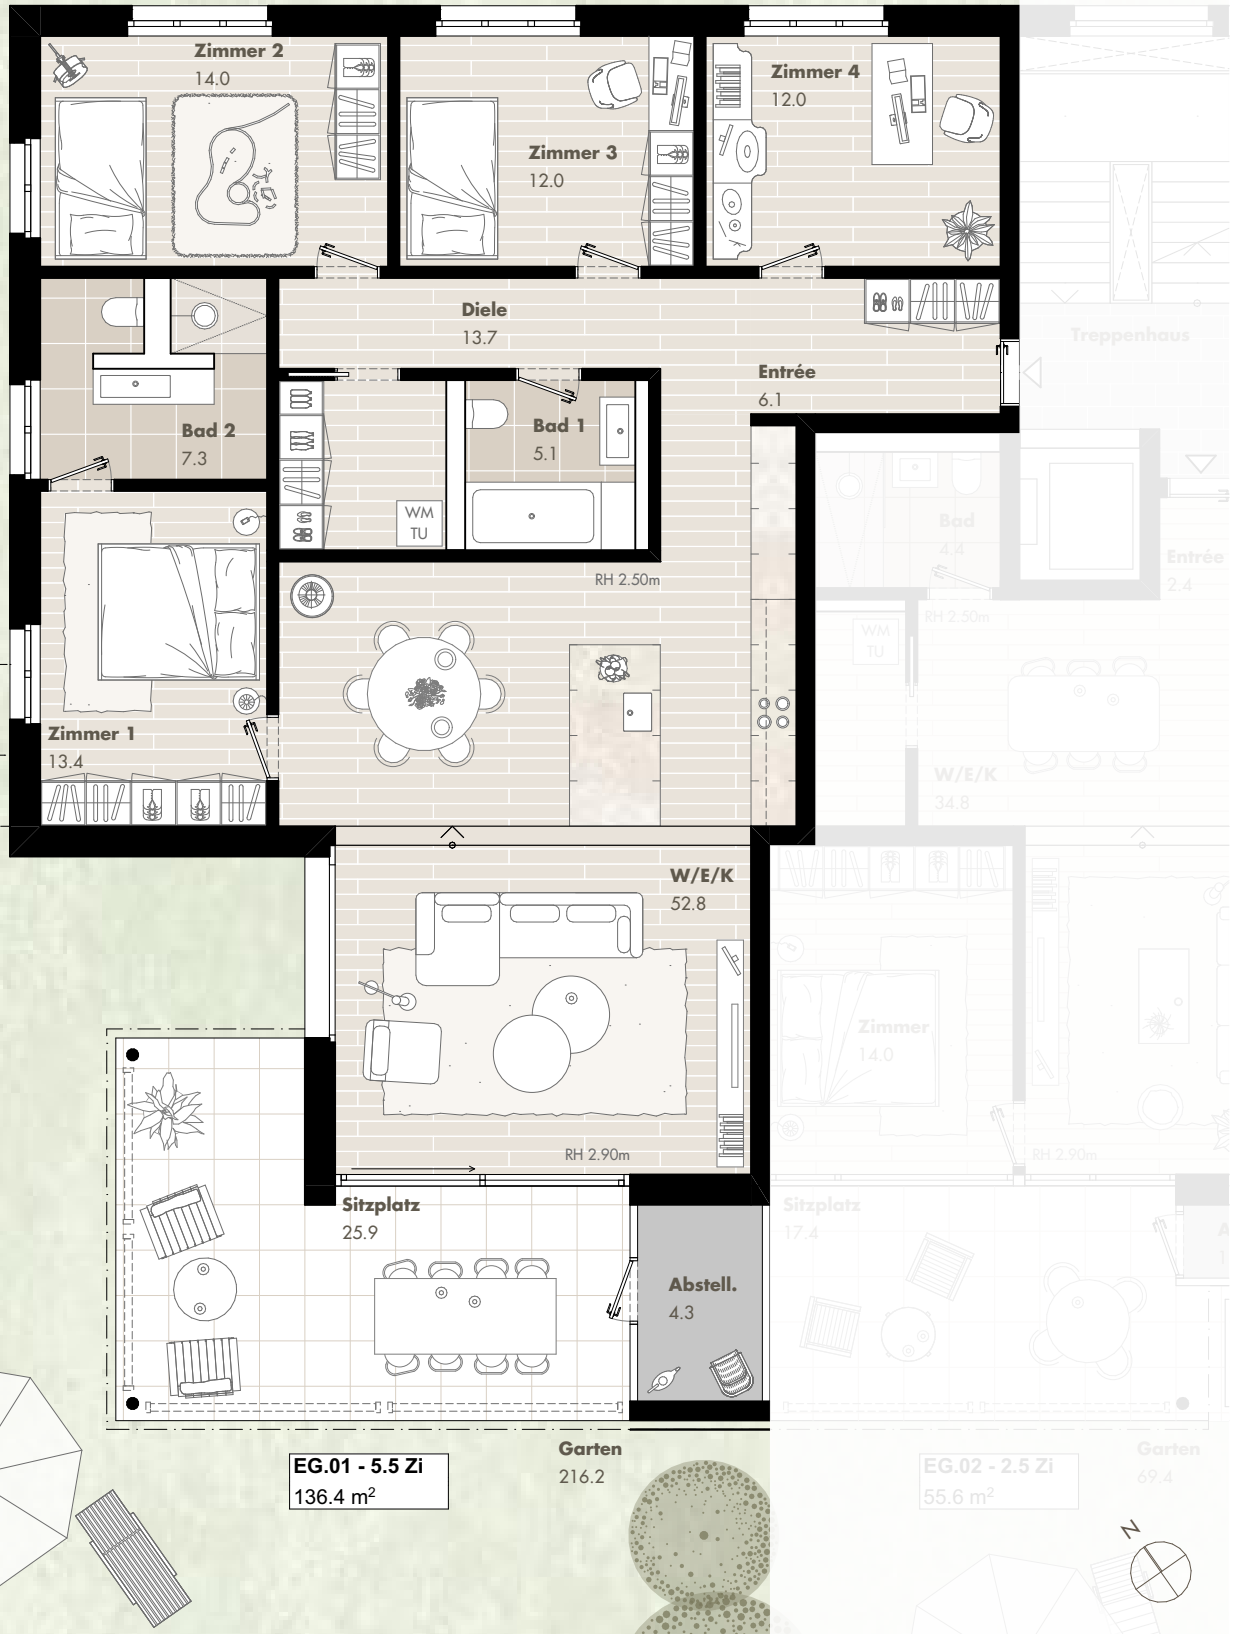 Zimmer 2
14.0
Zimmer 3
12.0
Zimmer 4
12.0
Diele
13.7
Entrée
6.1
Treppenhaus
Bad 2
7.3
Bad 1
5.1
WM
TU
Bad
4.4
Entrée
2.4
RH 2.50m
RH 2.50m
WM
TU
Zimmer 1
13.4
W/E/K
34.8
W/E/K
52.8
Zimmer
14.0
RH 2.90m
RH 2.90m
Sitzplatz
25.9
Sitzplatz
17.4
Abstell.
4.3
A
1
Garten
216.2
Garten
69.4
EG.01 - 5.5 Zi
136.4 m²
EG.02 - 2.5 Zi
55.6 m²
N